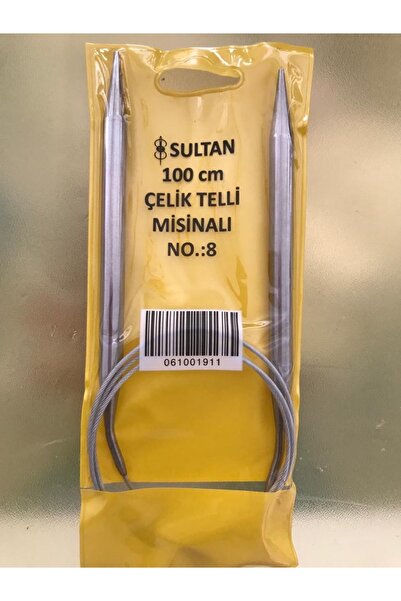 SULTAN
100 cm
ÇELİK TELLİ
MİSİNALI
NO.:8
061001911